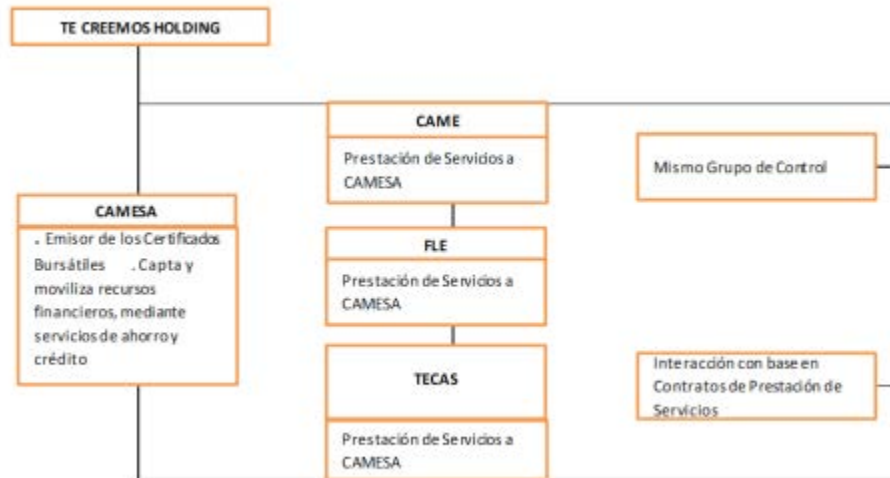 TE CREEMOS HOLDING
CAME
Prestación de Servicios a
CAMESA
Mismo Grupo de Control
CAMESA
. Emisor de los Certificados
Bursátiles . Capta y
moviliza recursos
financieros, mediante
servicios de ahorro y
crédito
FLE
Prestación de Servicios a
CAMESA
TECAS
Prestación de Servicios a
CAMESA
Interacción con base en
Contratos de Prestación de
Servicios